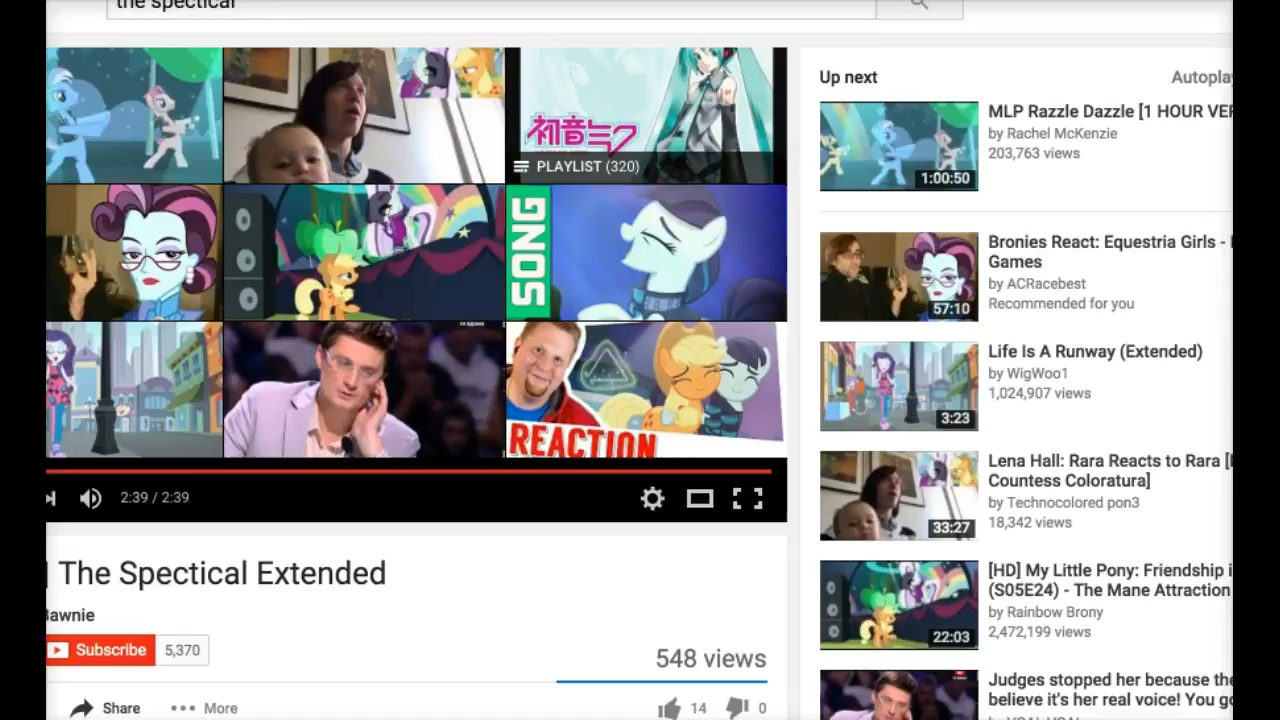 the spectical
初音ミク
PLAYLIST (320)
SONG
REACTION
2:39 / 2:39
The Spectical Extended
Bawnie
Subscribe 5,370
548 views
Share
More
14
0
Up next
Autoplay
MLP Razzle Dazzle [1 HOUR VER
by Rachel McKenzie
203,763 views
1:00:50
Bronies React: Equestria Girls -
Games
by ACRacebest
Recommended for you
57:10
Life Is A Runway (Extended)
by WigWoo1
1,024,907 views
3:23
Lena Hall: Rara Reacts to Rara [
Countess Coloratura]
by Technocolored pon3
18,342 views
33:27
[HD] My Little Pony: Friendship i
(S05E24) - The Mane Attraction
by Rainbow Brony
2,472,199 views
22:03
Judges stopped her because the
believe it's her real voice! You g